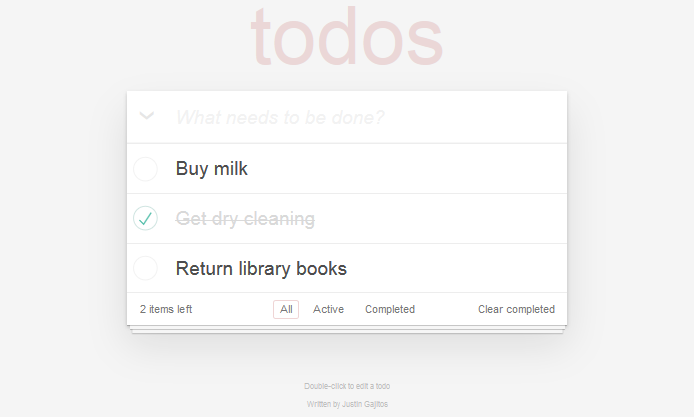 todos
What needs to be done?
Buy milk
Get dry cleaning
Return library books
2 items left All Active Completed Clear completed
Double-click to edit a todo
Written by Justin Gajitos